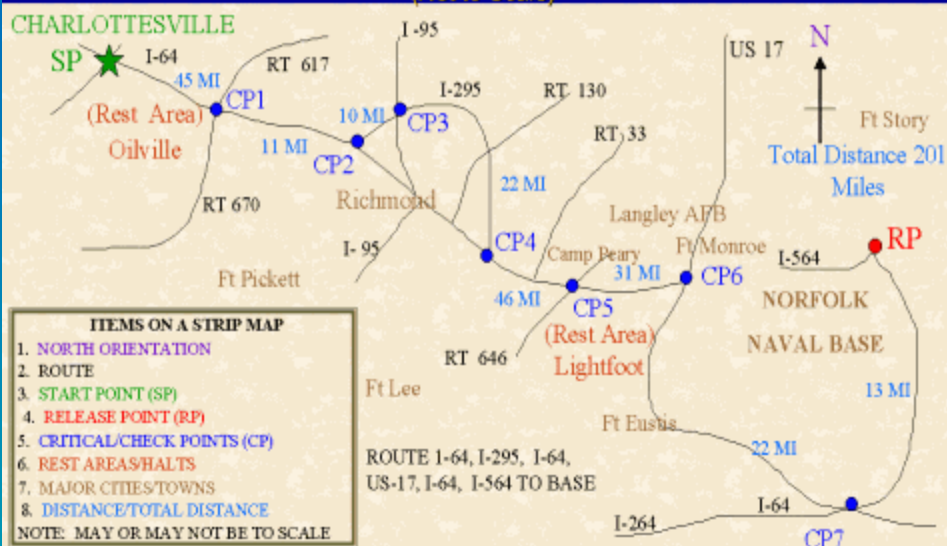 CHARLOTTESVILLE
SP
I-64
45 MI
RT 617
I-95
I-295
RT 130
US 17
N
CP1
(Rest Area)
Oilville
10 MI
CP3
11 MI
CP2
RT 33
Ft Story
Total Distance 201
Miles
22 MI
Richmond
RT 670
Langley AFB
I-95
CP4
Camp Peary
Ft Monroe
RP
I-564
Ft Pickett
31 MI
CP6
46 MI
CP5
NORFOLK
NAVAL BASE
(Rest Area)
Lightfoot
RT 646
Ft Lee
13 MI
Ft Eustis
22 MI
ITEMS ON A STRIP MAP
1. NORTH ORIENTATION
2. ROUTE
3. START POINT (SP)
4. RELEASE POINT (RP)
5. CRITICAL/CHECK POINTS (CP)
6. REST AREAS/HALTS
7. MAJOR CITIES/TOWNS
8. DISTANCE/TOTAL DISTANCE
NOTE: MAY OR MAY NOT BE TO SCALE
ROUTE 1-64, I-295, I-64,
US-17, I-64, I-564 TO BASE
I-64
I-264
CP7